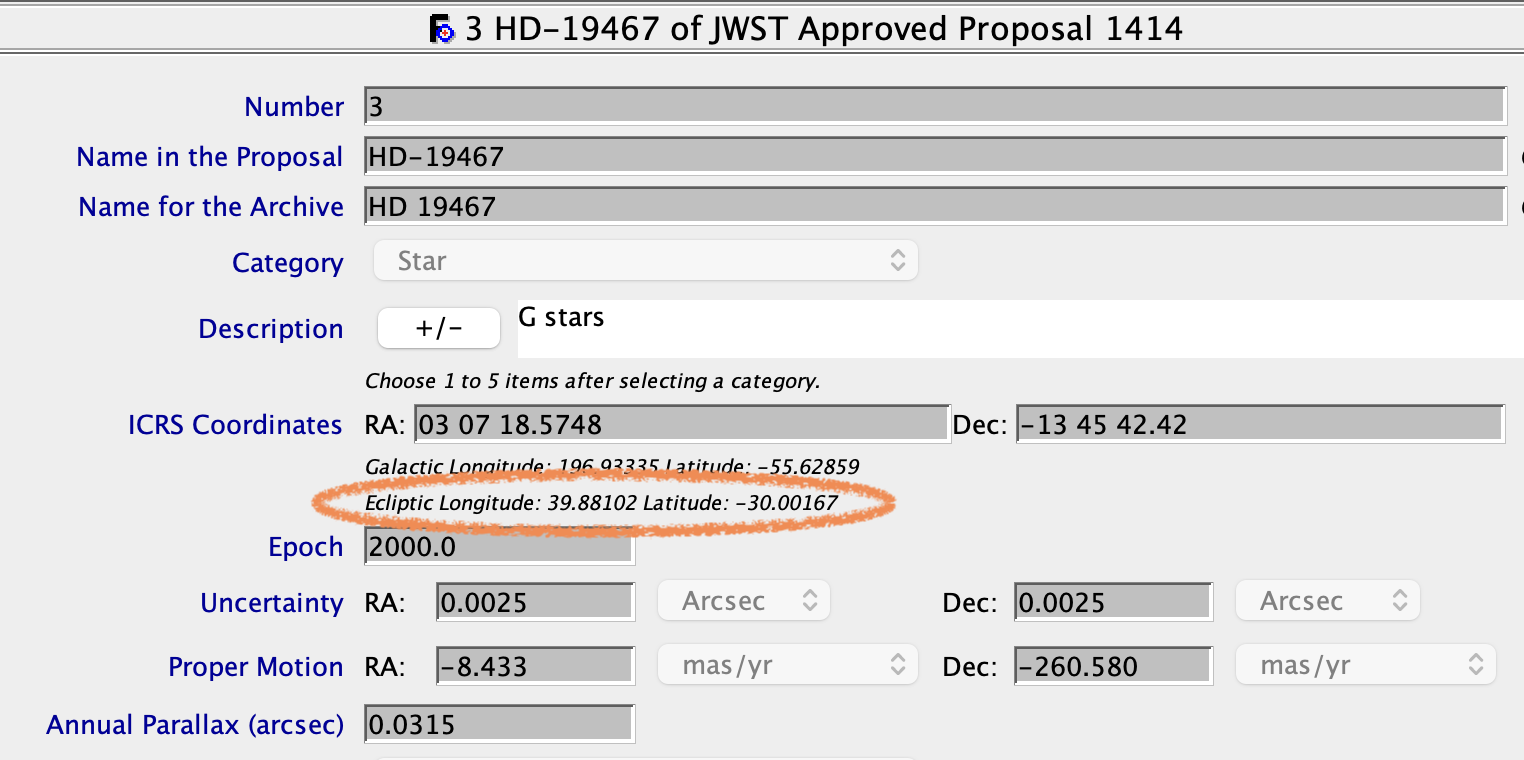 3 HD-19467 of JWST Approved Proposal 1414
Number 3
Name in the Proposal HD-19467
Name for the Archive HD 19467
Category Star
Description +/- G stars
Choose 1 to 5 items after selecting a category.
ICRS Coordinates RA: 03 07 18.5748 Dec: -13 45 42.42
Galactic Longitude: 196.93335 Latitude: -55.62859
Ecliptic Longitude: 39.88102 Latitude: -30.00167
Epoch 2000.0
Uncertainty RA: 0.0025 Arcsec Dec: 0.0025 Arcsec
Proper Motion RA: -8.433 mas/yr Dec: -260.580 mas/yr
Annual Parallax (arcsec) 0.0315